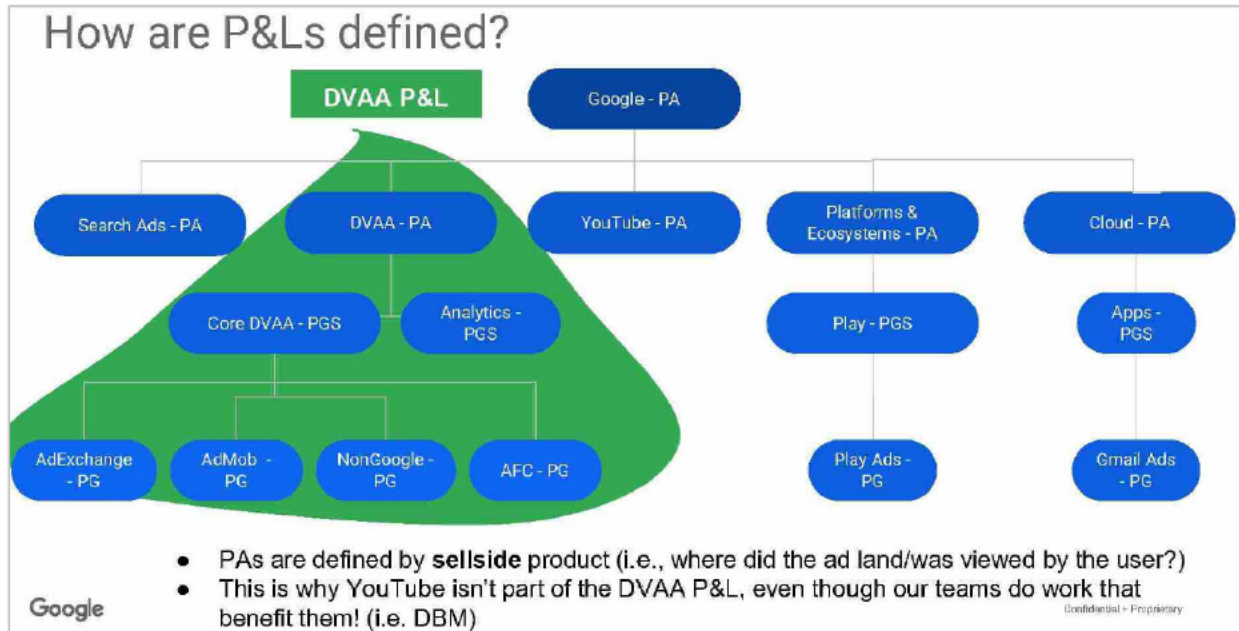 How are P&Ls defined?
DVAA P&L
Google - PA
Search Ads - PA
DVAA - PA
YouTube - PA
Platforms &
Ecosystems - PA
Cloud - PA
Core DVAA - PGS
Analytics -
PGS
Play - PGS
Apps -
PGS
AdExchange
- PG
AdMob -
PG
NonGoogle -
PG
AFC - PG
Play Ads -
PG
Gmail Ads
- PG
● PAs are defined by sellside product (i.e., where did the ad land/was viewed by the user?)
● This is why YouTube isn't part of the DVAA P&L, even though our teams do work that
benefit them! (i.e. DBM)
Google
Confidential + Proprietary